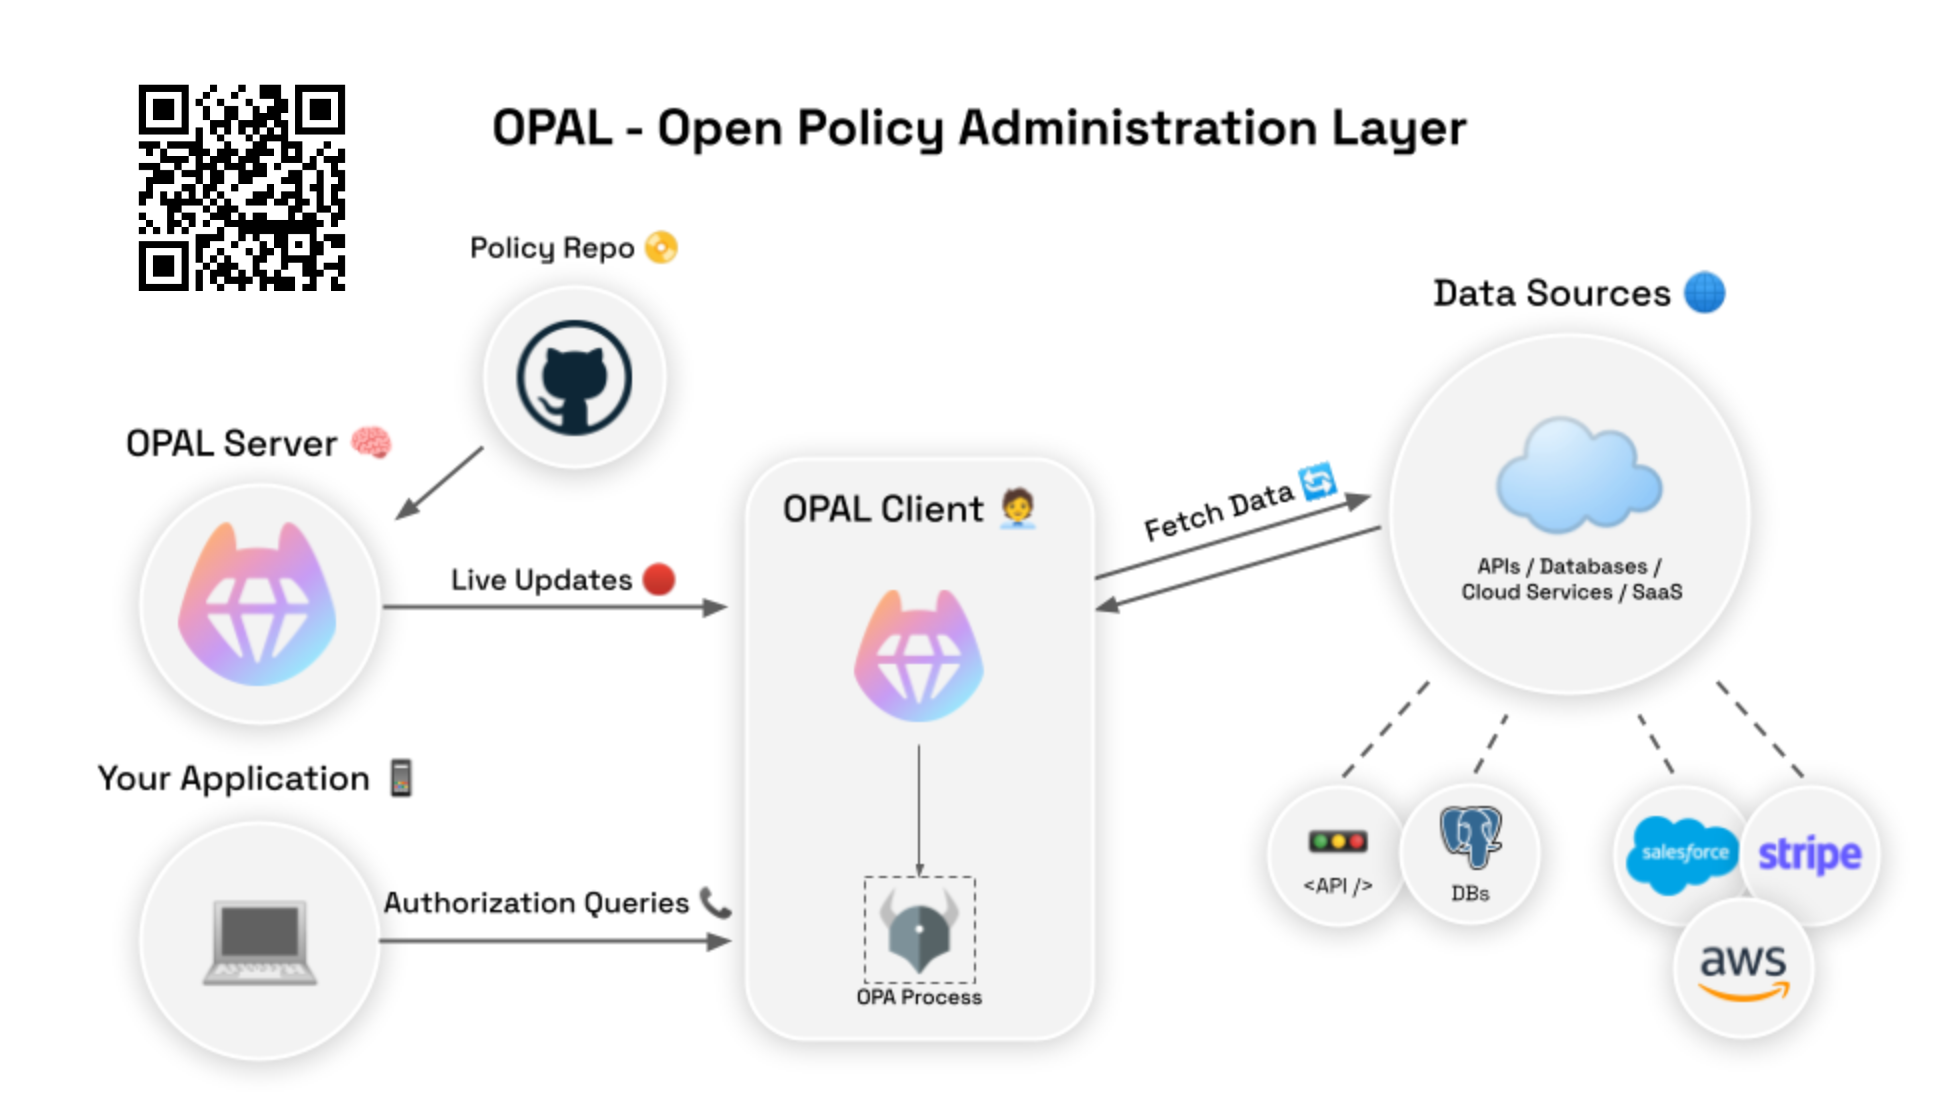 OPAL - Open Policy Administration Layer
Policy Repo
Data Sources
OPAL Server
OPAL Client
Fetch Data
APIs / Databases /
Cloud Services / SaaS
Live Updates
Your Application
Authorization Queries
OPA Process
<API />
DBs
salesforce
stripe
aws